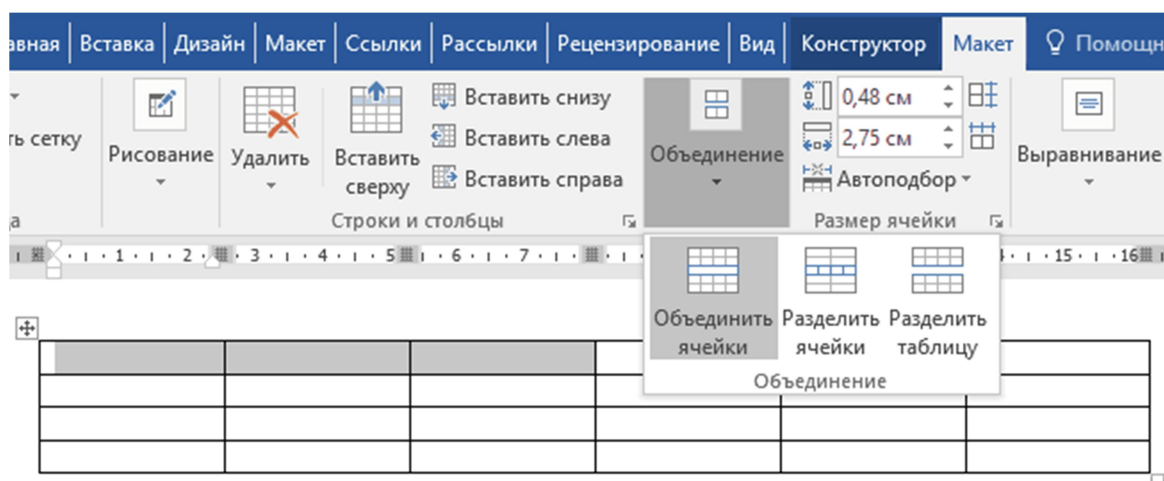 авная Вставка Дизайн Макет Ссылки Рассылки Рецензирование Вид Конструктор Макет Помощн
ть сетку
Рисование
Удалить
Вставить
сверху
Вставить снизу
Вставить слева
Вставить справа
Строки и столбцы
Объединение
0,48 см
2,75 см
Автоподбор
Размер ячейки
Выравнивание
а
1 2 3 4 5 6 7 15 16
Объединить
ячейки
Разделить
ячейки
Разделить
таблицу
Объединение